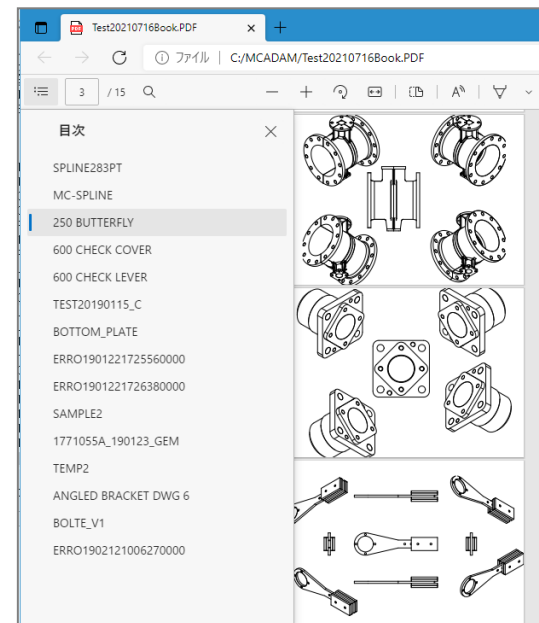 Test20210716Book.PDF
ファイル C:/MCADAM/Test20210716Book.PDF
3 / 15
目次
SPLINE283PT
MC-SPLINE
250 BUTTERFLY
600 CHECK COVER
600 CHECK LEVER
TEST20190115_C
BOTTOM_PLATE
ERRO1901221725560000
ERRO1901221726380000
SAMPLE2
1771055A_190123_GEM
TEMP2
ANGLED BRACKET DWG 6
BOLTE_V1
ERRO1902121006270000